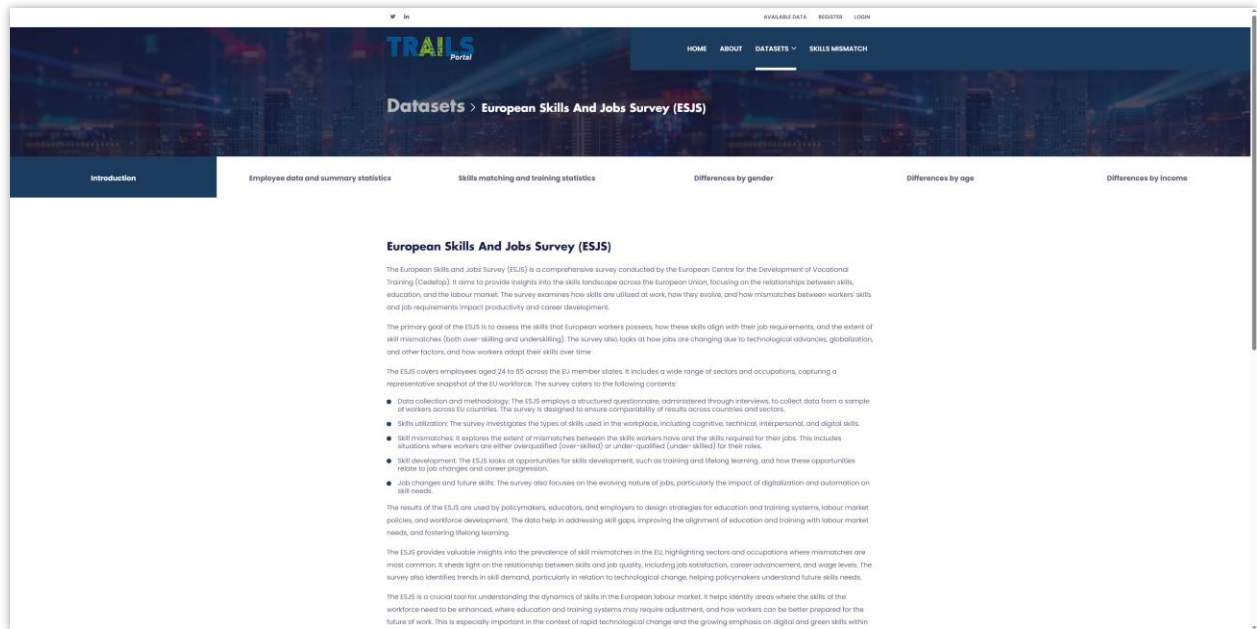 in
AVAILABLE DATA REGISTER LOGIN
TRAILS
Portal
HOME ABOUT DATASETS SKILLS MISMATCH
Datasets > European Skills And Jobs Survey (ESJS)
Introduction Employee data and summary statistics Skills matching and training statistics Differences by gender Differences by age Differences by income
European Skills And Jobs Survey (ESJS)
The European Skills and Jobs Survey (ESJS) is a comprehensive survey conducted by the European Centre for the Development of Vocational
Training (Cedefop). It aims to provide insights into the skills landscape across the European Union, focusing on the relationships between skills,
education, and the labour market. The survey examines how skills are utilized at work, how they evolve, and how mismatches between workers' skills
and job requirements impact productivity and career development.
The primary goal of the ESJS is to assess the skills that European workers possess, how these skills align with their job requirements, and the extent of
skill mismatches (both over-skilling and underskilling). The survey also looks at how jobs are changing due to technological advances, globalization,
and other factors, and how workers adapt their skills over time
The ESJS covers employees aged 24 to 65 across the EU member states. It includes a wide range of sectors and occupations, capturing a
representative snapshot of the EU workforce. The survey caters to the following contents:
• Data collection and methodology: The ESJS employs a structured questionnaire, administered through interviews, to collect data from a sample
of workers across EU countries. The survey is designed to ensure comparability of results across countries and sectors.
• Skills utilization: The survey investigates the types of skills used in the workplace, including cognitive, technical, interpersonal, and digital skills.
• Skill mismatches: It explores the extent of mismatches between the skills workers have and the skills required for their jobs. This includes
situations where workers are either overqualified (over-skilled) or under-qualified (under-skilled) for their roles.
• Skill development: The ESJS looks at opportunities for skills development, such as training and lifelong learning, and how these opportunities
relate to job changes and career progression.
• Job changes and future skills: The survey also focuses on the evolving nature of jobs, particularly the impact of digitalization and automation on
skill needs.
The results of the ESJS are used by policymakers, educators, and employers to design strategies for education and training systems, labour market
policies, and workforce development. The data help in addressing skill gaps, improving the alignment of education and training with labour market
needs, and fostering lifelong learning.
The ESJS provides valuable insights into the prevalence of skill mismatches in the EU, highlighting sectors and occupations where mismatches are
most common. It sheds light on the relationship between skills and job quality, including job satisfaction, career advancement, and wage levels. The
survey also identifies trends in skill demand, particularly in relation to technological change, helping policymakers understand future skills needs.
The ESJS is a crucial tool for understanding the dynamics of skills in the European labour market. It helps identify areas where the skills of the
workforce need to be enhanced, where education and training systems may require adjustment, and how workers can be better prepared for the
future of work. This is especially important in the context of rapid technological change and the growing emphasis on digital and green skills within